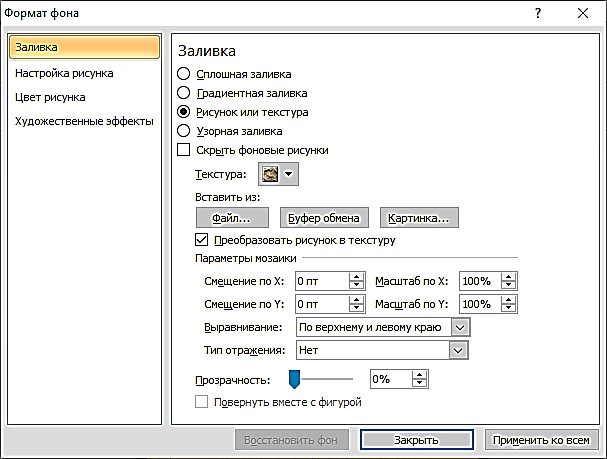 Формат фона
?
Заливка
Настройка рисунка
Цвет рисунка
Художественные эффекты
Заливка
Сплошная заливка
Градиентная заливка
Рисунок или текстура
Узорная заливка
Скрыть фоновые рисунки
Текстура:
Вставить из:
Файл... Буфер обмена Картинка...
Преобразовать рисунок в текстуру
Параметры мозаики
Смещение по X: 0 пт Масштаб по X: 100%
Смещение по Y: 0 пт Масштаб по Y: 100%
Выравнивание: По верхнему и левому краю
Тип отражения: Нет
Прозрачность: 0%
Повернуть вместе с фигурой
Восстановить фон Закрыть Применить ко всем